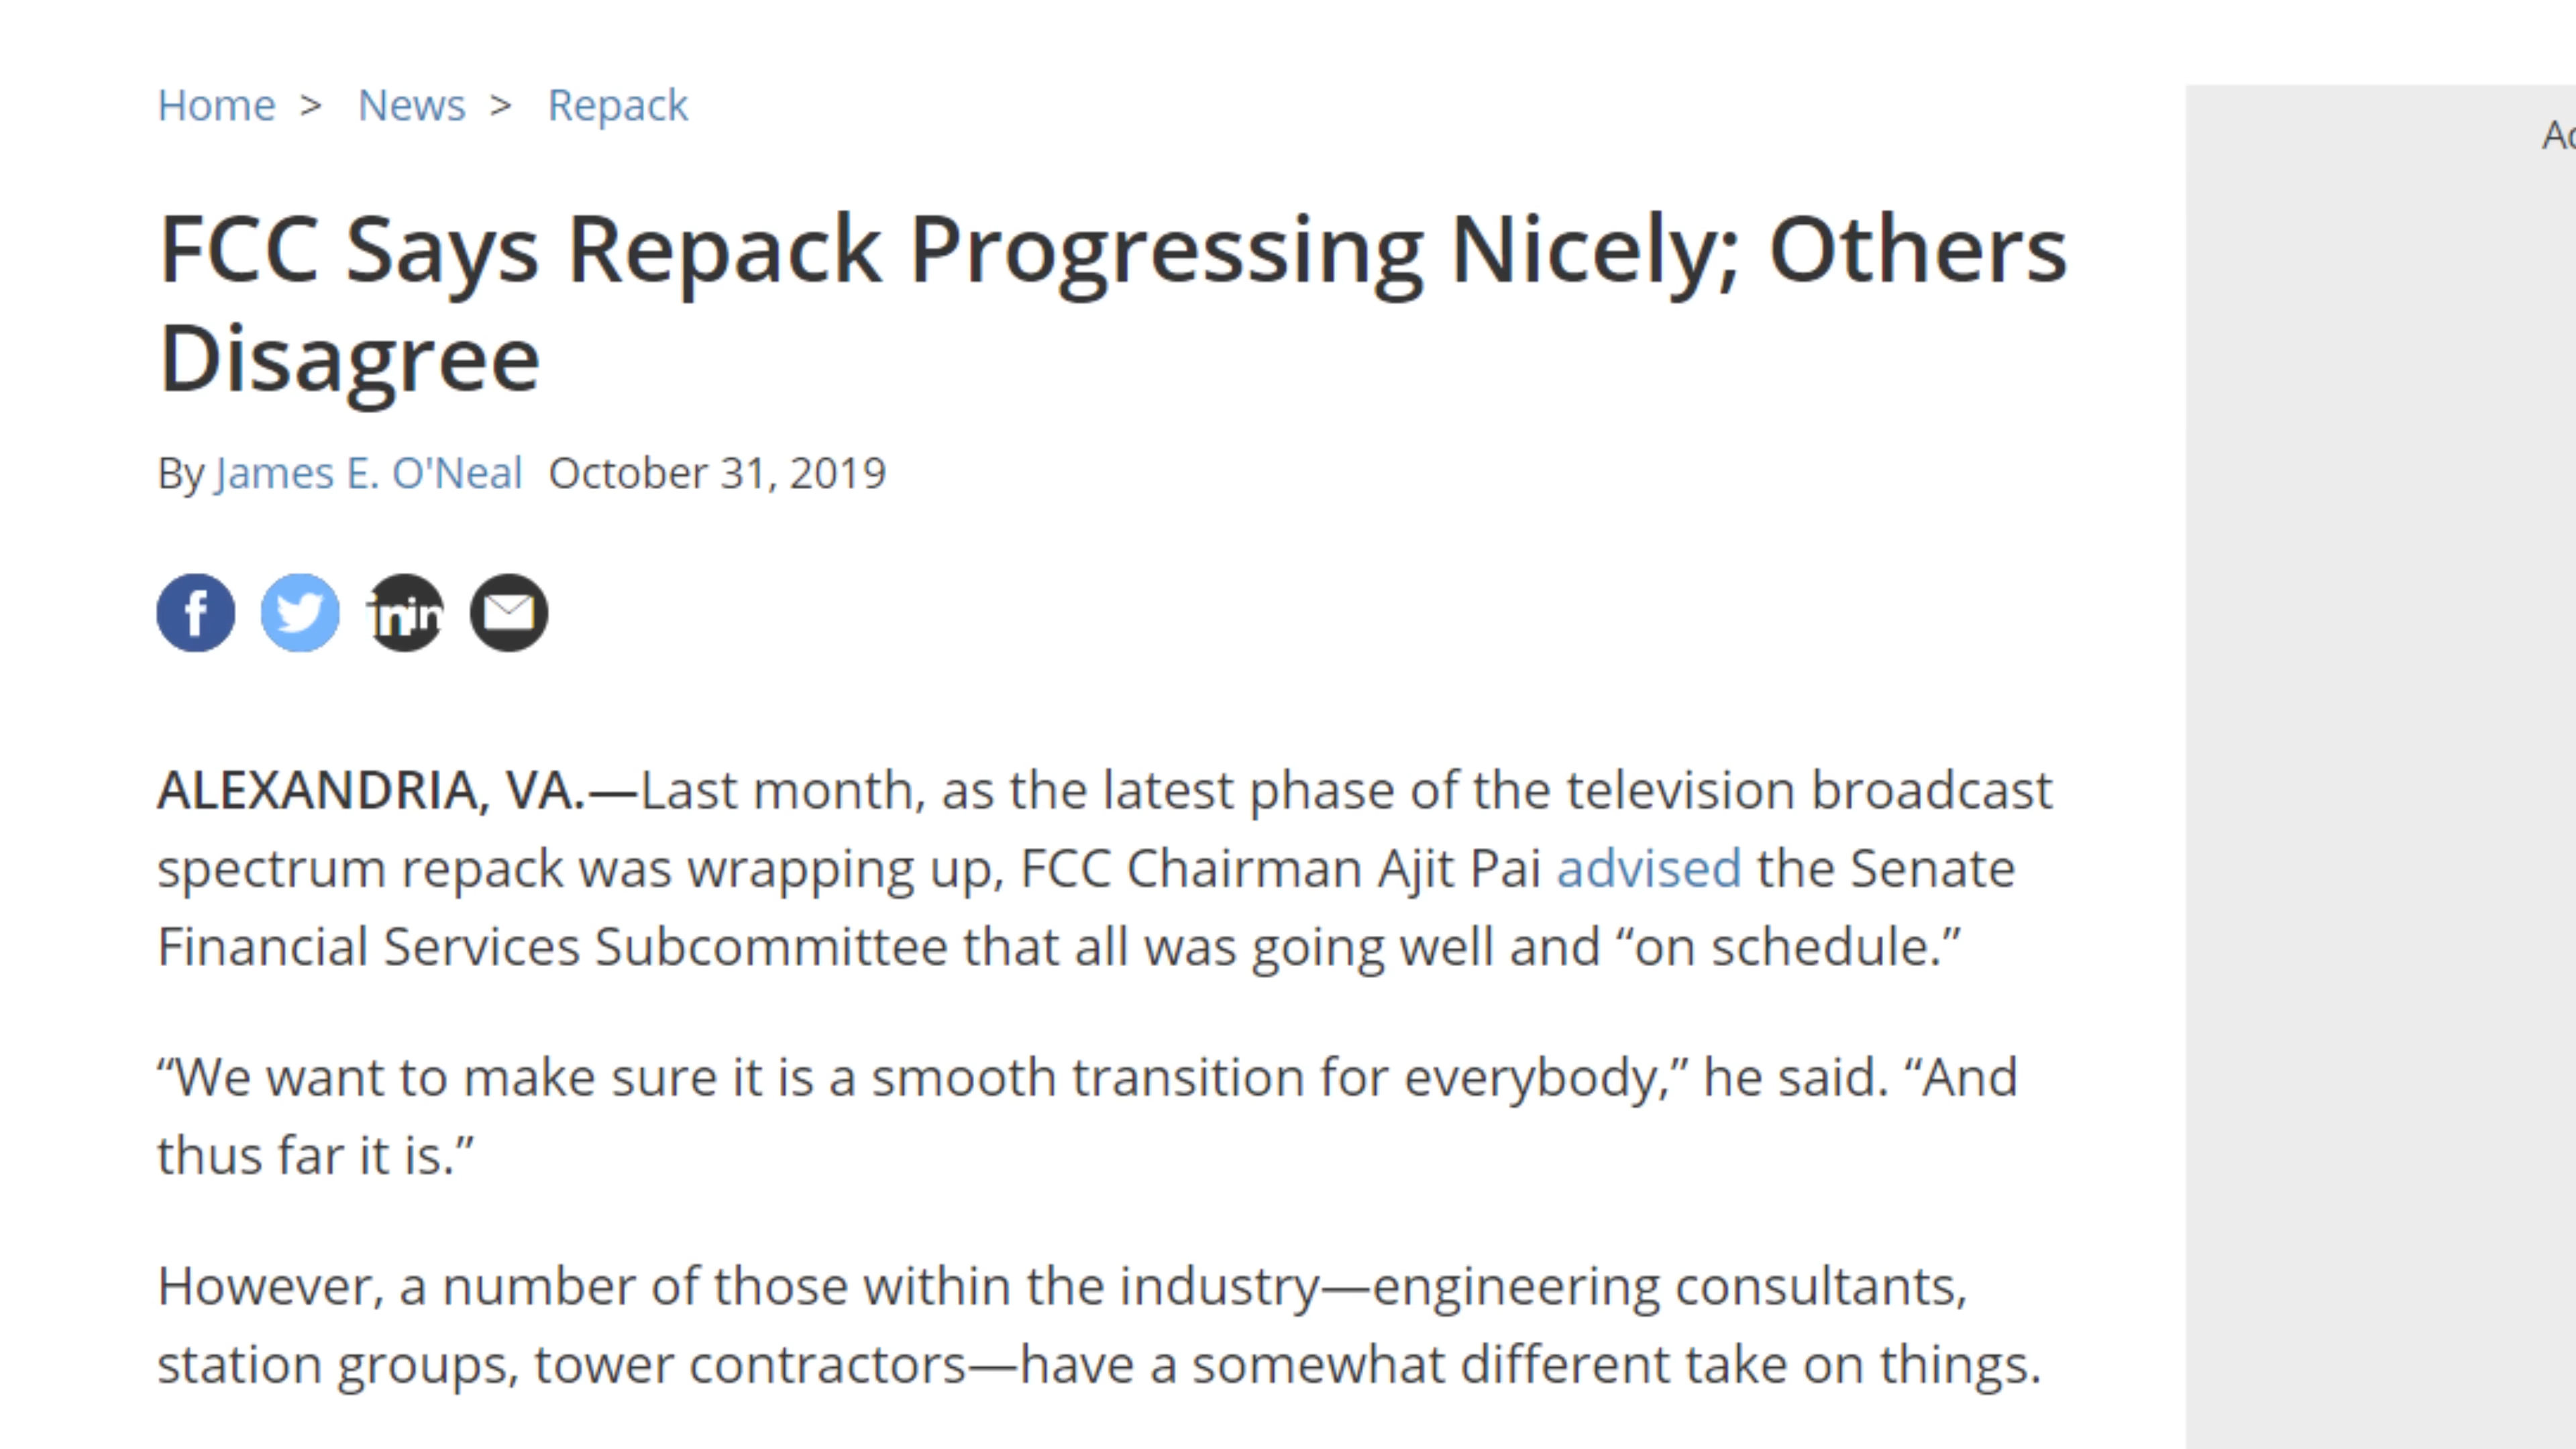 Home > News > Repack
FCC Says Repack Progressing Nicely; Others
Disagree
By James E. O'Neal October 31, 2019
ALEXANDRIA, VA.—Last month, as the latest phase of the television broadcast
spectrum repack was wrapping up, FCC Chairman Ajit Pai advised the Senate
Financial Services Subcommittee that all was going well and “on schedule.”
“We want to make sure it is a smooth transition for everybody,” he said. “And
thus far it is.”
However, a number of those within the industry—engineering consultants,
station groups, tower contractors—have a somewhat different take on things.